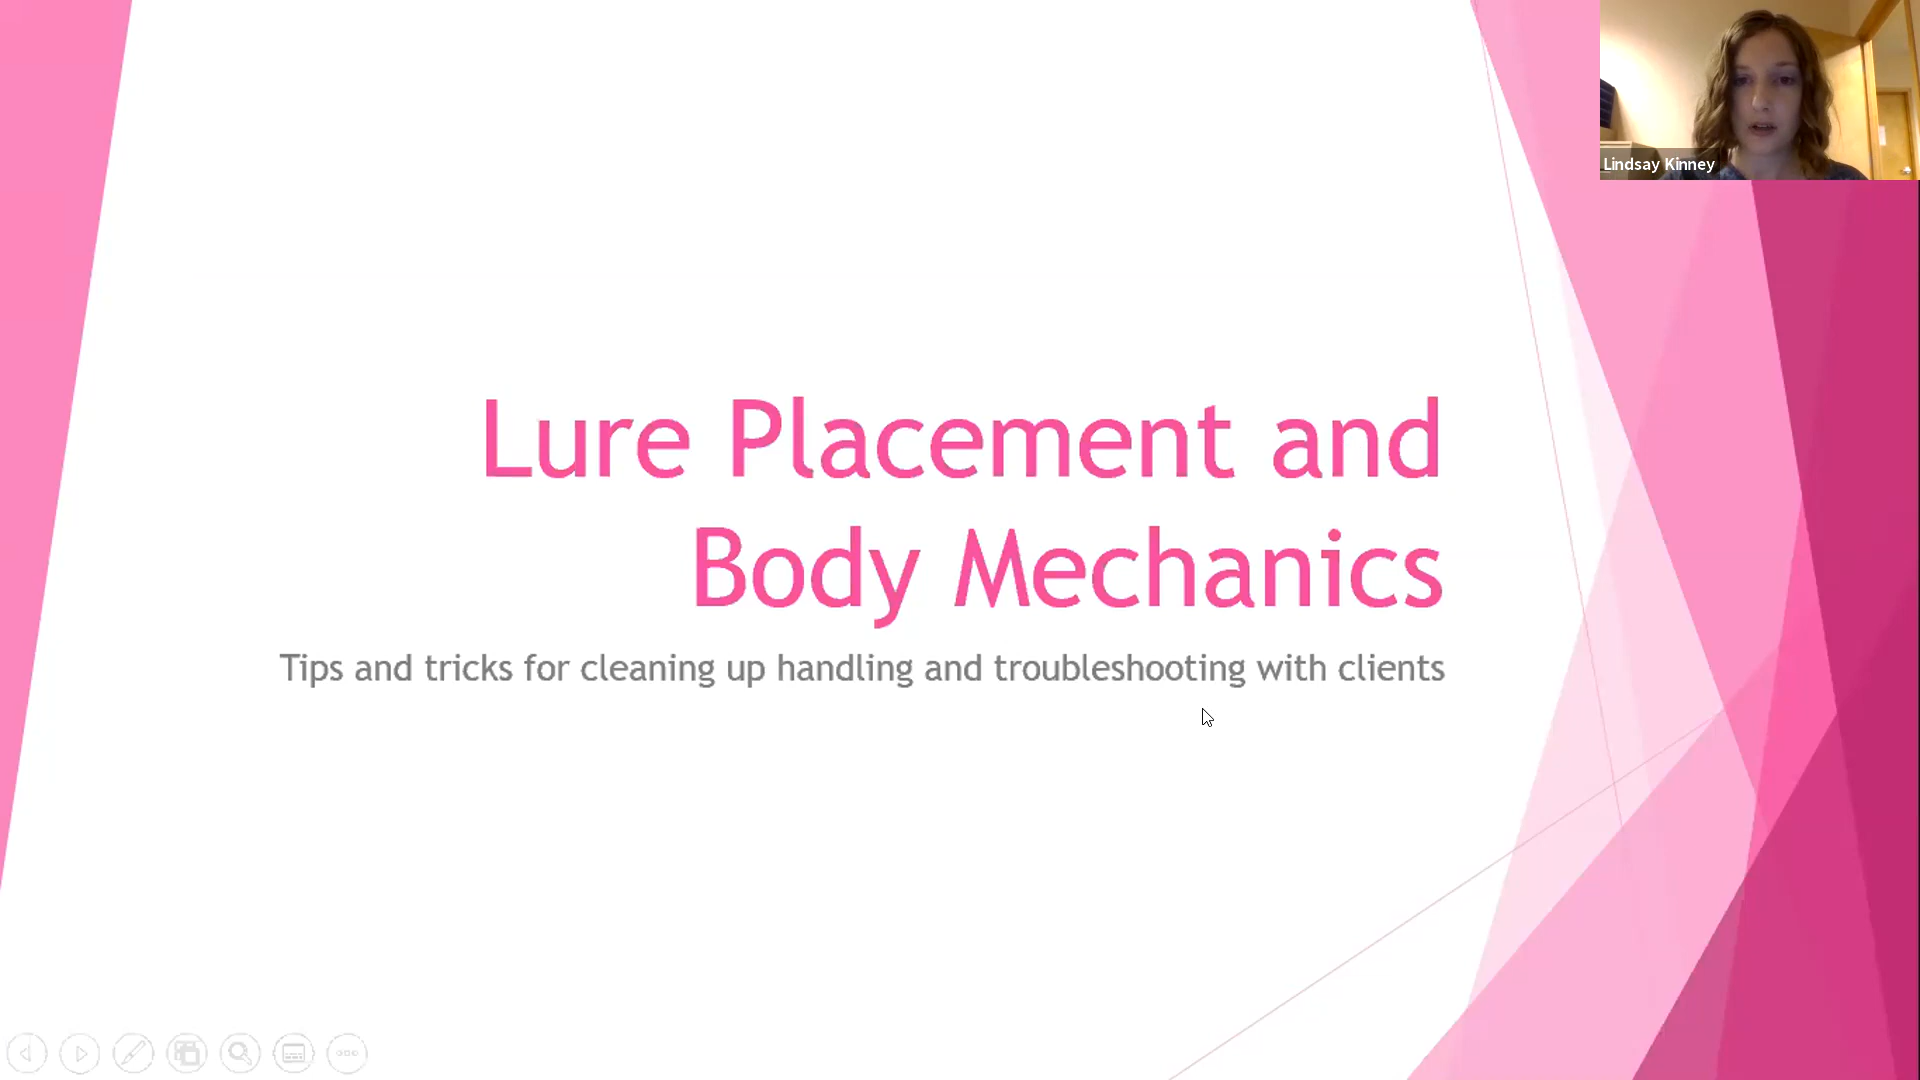 Lindsay Kinney
Lure Placement and
Body Mechanics
Tips and tricks for cleaning up handling and troubleshooting with clients